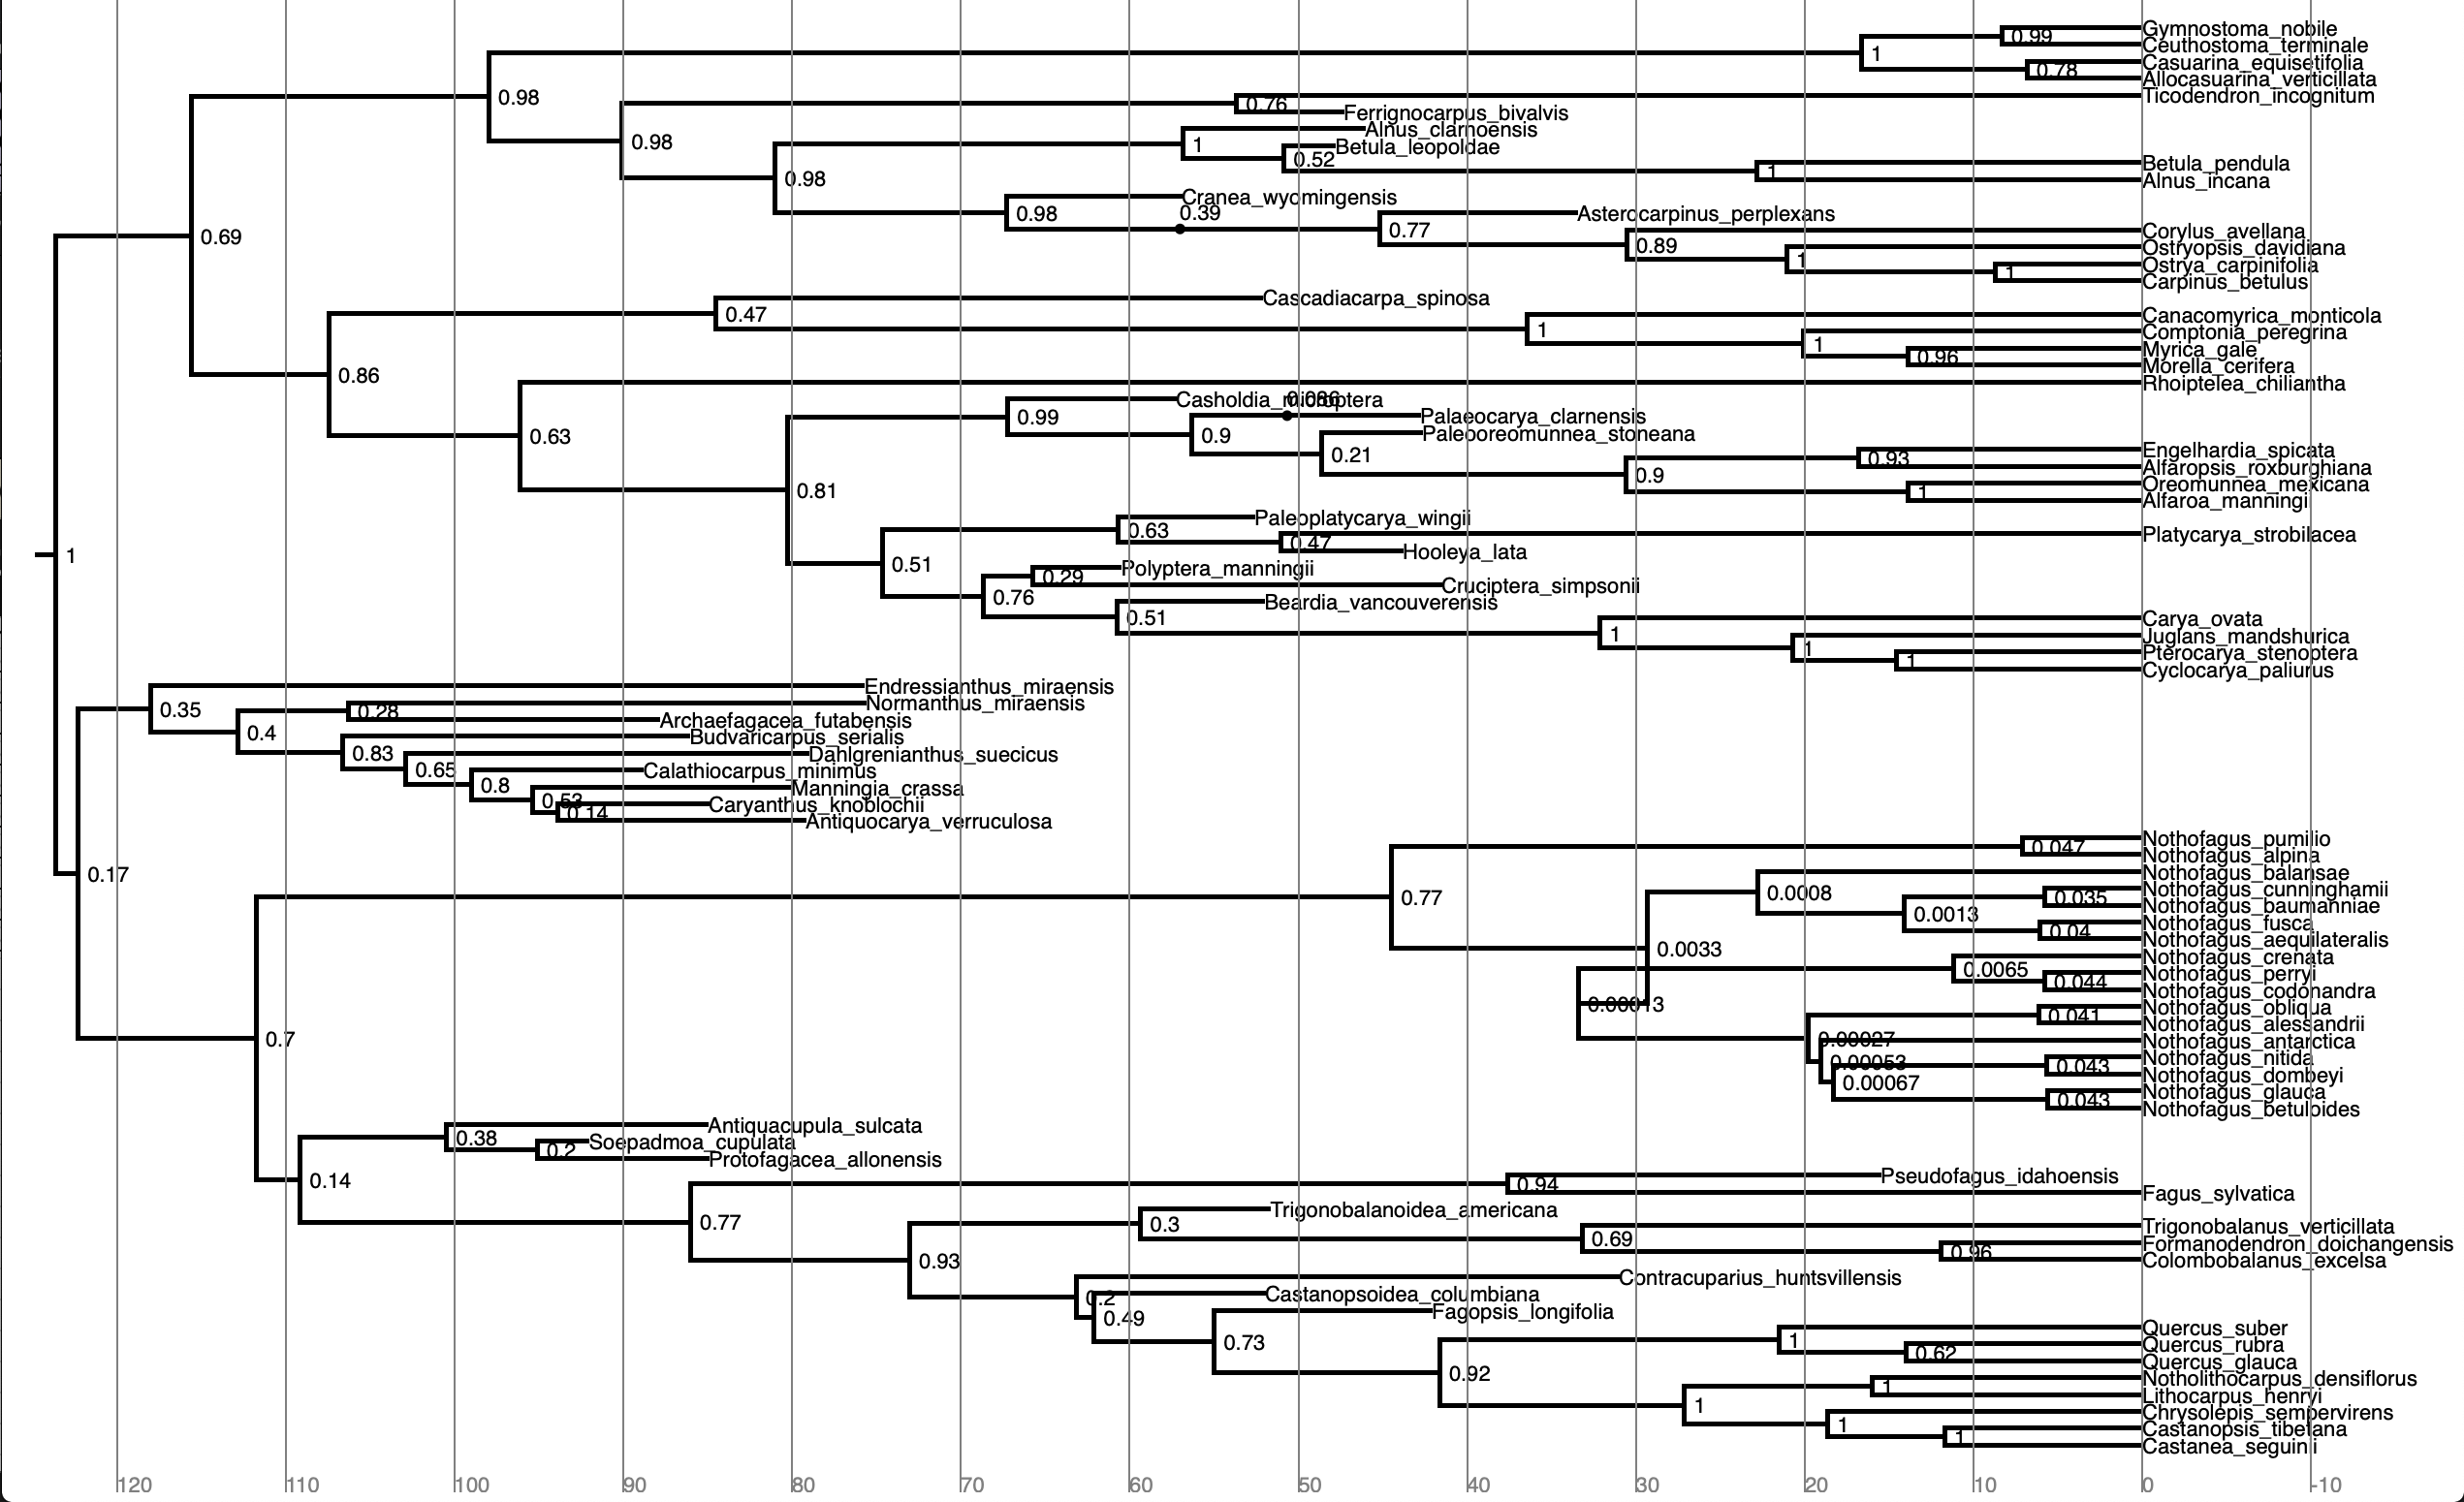 Gymnostoma_nobile
0.99
Ceuthostoma_terminale
1
Casuarina_equisetifolia
0.78
Allocasuarina_verticillata
0.98
0.76
Ticodendron_incognitum
Ferrignocarpus_bivalvis
Alnus_clarnoensis
0.98
1
Betula_leopoldae
0.52
Betula_pendula
1
Alnus_incana
0.98
Cranea_wyomingensis
0.98
0.39
Asterocarpinus_perplexans
0.77
Corylus_avellana
0.69
0.89
Ostryopsis_davidiana
1
Ostrya_carpinifolia
1
Carpinus_betulus
Cascadiacarpa_spinosa
0.47
Canacomyrica_monticola
1
Comptonia_peregrina
1
Myrica_gale
0.96
Morella_cerifera
0.86
Rhoiptelea_chiliantha
Casholdia_microptera
0.99
Palaeocarya_clarnensis
0.63
0.9
Paleooreomunnea_stoneana
0.21
Engelhardia_spicata
0.93
Alfaropsis_roxburghiana
0.9
Oreomunnea_mexicana
1
Alfaroa_manningii
0.81
Paleoplatycarya_wingii
0.63
Platycarya_strobilacea
0.47
Hooleya_lata
1
0.51
Polyptera_manningii
0.29
Cruciptera_simpsonii
0.76
Beardia_vancouverensis
0.51
Carya_ovata
1
Juglans_mandshurica
1
Pterocarya_stenoptera
1
Cyclocarya_paliurus
Endressianthus_miraensis
0.35
0.28
Normanthus_miraensis
Archaefagacea_futabensis
0.4
Budvaricarpus_serialis
0.83
Dahlgrenianthus_suecicus
0.65
Calathiocarpus_minimus
0.8
Manningia_crassa
0.53
Caryanthus_knoblochii
0.14
Antiquocarya_verruculosa
Nothofagus_pumilio
0.047
Nothofagus_alpina
0.17
Nothofagus_balansae
0.0008
Nothofagus_cunninghamii
0.77
0.035
Nothofagus_baumanniae
0.0013
Nothofagus_fusca
0.04
Nothofagus_aequilateralis
0.0033
Nothofagus_crenata
0.0065
Nothofagus_perryi
0.044
Nothofagus_codonandra
0.00013
Nothofagus_obliqua
0.041
Nothofagus_alessandrii
0.7
0.00027
Nothofagus_antarctica
0.00053
Nothofagus_nitida
0.043
Nothofagus_dombeyi
0.00067
Nothofagus_glauca
0.043
Nothofagus_betuloides
Antiquacupula_sulcata
0.38
Soepadmoa_cupulata
0.2
Protofagacea_allonensis
0.14
Pseudofagus_idahoensis
0.94
Fagus_sylvatica
Trigonobalanoidea_americana
0.77
0.3
Trigonobalanus_verticillata
0.69
Formanodendron_doichangensis
0.96
Colombobalanus_excelsa
0.93
Contracuparius_huntsvillensis
0.2
Castanopsoidea_columbiana
0.49
Fagopsis_longifolia
Quercus_suber
0.73
1
Quercus_rubra
0.62
Quercus_glauca
0.92
Notholithocarpus_densiflorus
1
Lithocarpus_henryi
1
Chrysolepis_sempervirens
1
Castanopsis_tibetana
1
Castanea_seguinii
120 110 100 90 80 70 60 50 40 30 20 10 0 -10